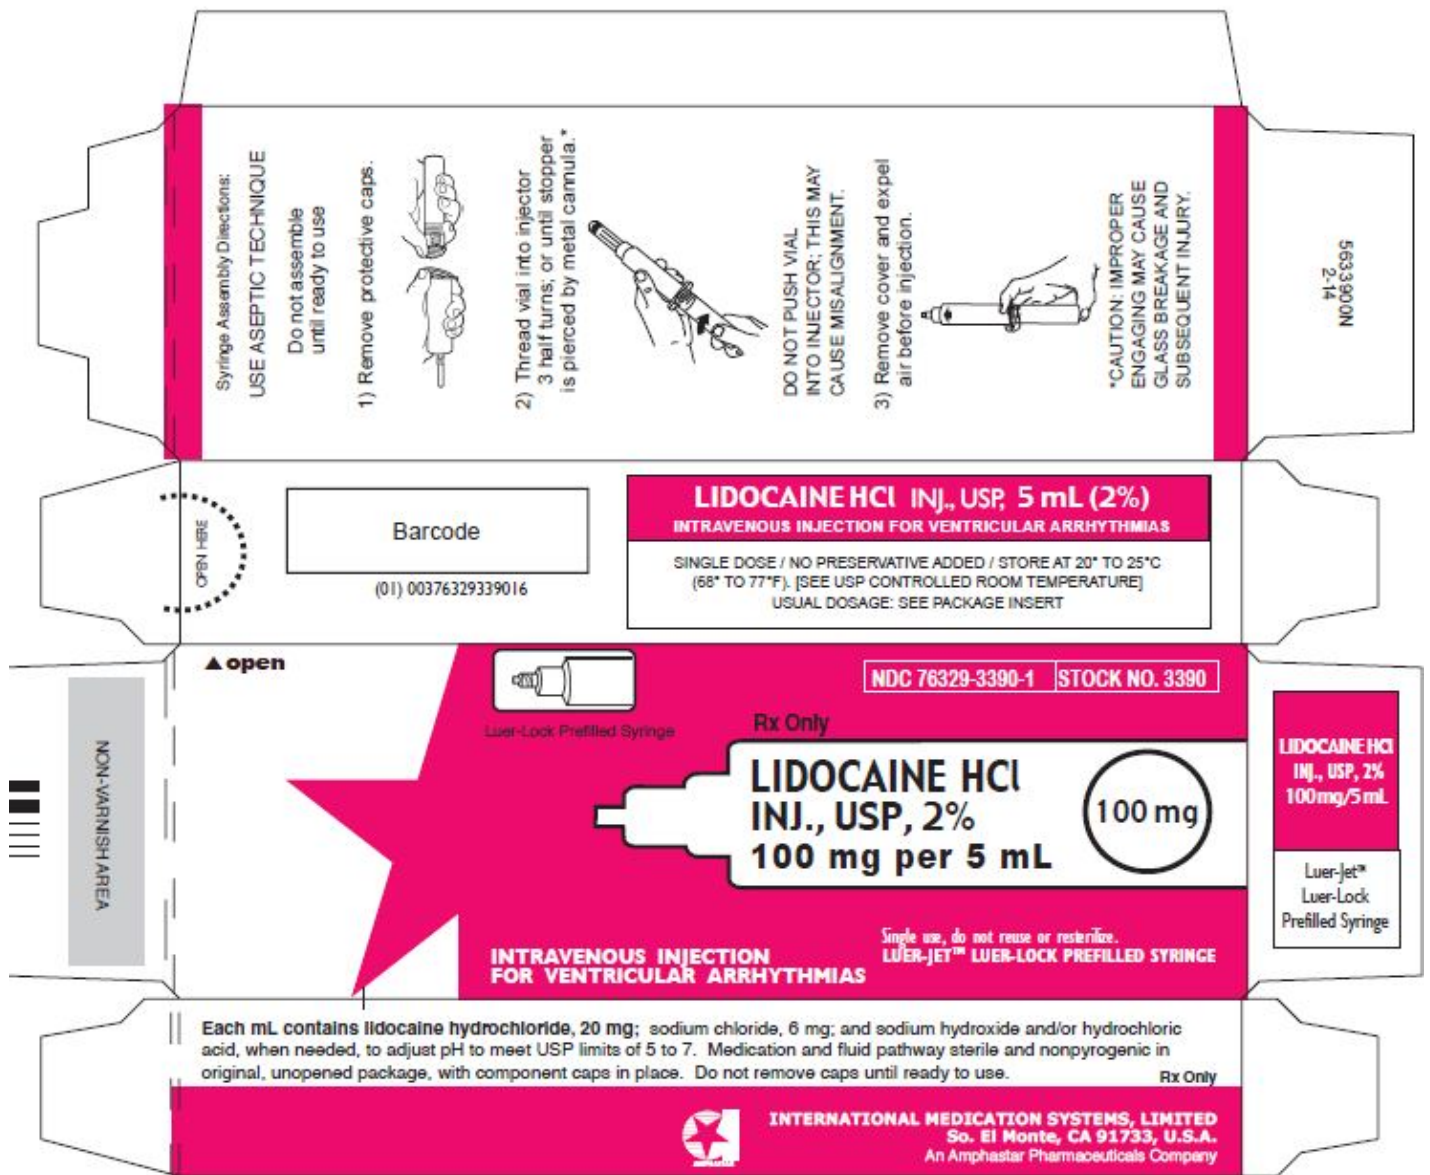 Syringe Assembly Directions:
USE ASEPTIC TECHNIQUE
Do not assemble
until ready to use
1) Remove protective caps.
2) Thread vial into injector
3 half turns; or until stopper
is pierced by metal cannula.*
DO NOT PUSH VIAL
INTO INJECTOR; THIS MAY
CAUSE MISALIGNMENT.
3) Remove cover and expel
air before injection.
*CAUTION: IMPROPER
ENGAGING MAY CAUSE
GLASS BREAKAGE AND
SUBSEQUENT INJURY.
5633900N
2-14
OPEN HERE
Barcode
(01) 00376329339016
LIDOCAINE HCl INJ., USP, 5 mL (2%)
INTRAVENOUS INJECTION FOR VENTRICULAR ARRHYTHMIAS
SINGLE DOSE / NO PRESERVATIVE ADDED / STORE AT 20° TO 25°C
(68° TO 77°F). [SEE USP CONTROLLED ROOM TEMPERATURE]
USUAL DOSAGE: SEE PACKAGE INSERT
NON-VARNISH AREA
▲ open
Luer-Lock Prefilled Syringe
NDC 76329-3390-1 STOCK NO. 3390
Rx Only
LIDOCAINE HCl
INJ., USP, 2%
100 mg per 5 mL
100 mg
INTRAVENOUS INJECTION
FOR VENTRICULAR ARRHYTHMIAS
Single use, do not reuse or resterilize.
LUER-JET™ LUER-LOCK PREFILLED SYRINGE
LIDOCAINE HCl
INJ., USP, 2%
100mg/5 mL
Luer-Jet™
Luer-Lock
Prefilled Syringe
Each mL contains lidocaine hydrochloride, 20 mg; sodium chloride, 6 mg; and sodium hydroxide and/or hydrochloric
acid, when needed, to adjust pH to meet USP limits of 5 to 7. Medication and fluid pathway sterile and nonpyrogenic in
original, unopened package, with component caps in place. Do not remove caps until ready to use.
Rx Only
INTERNATIONAL MEDICATION SYSTEMS, LIMITED
So. El Monte, CA 91733, U.S.A.
An Amphastar Pharmaceuticals Company